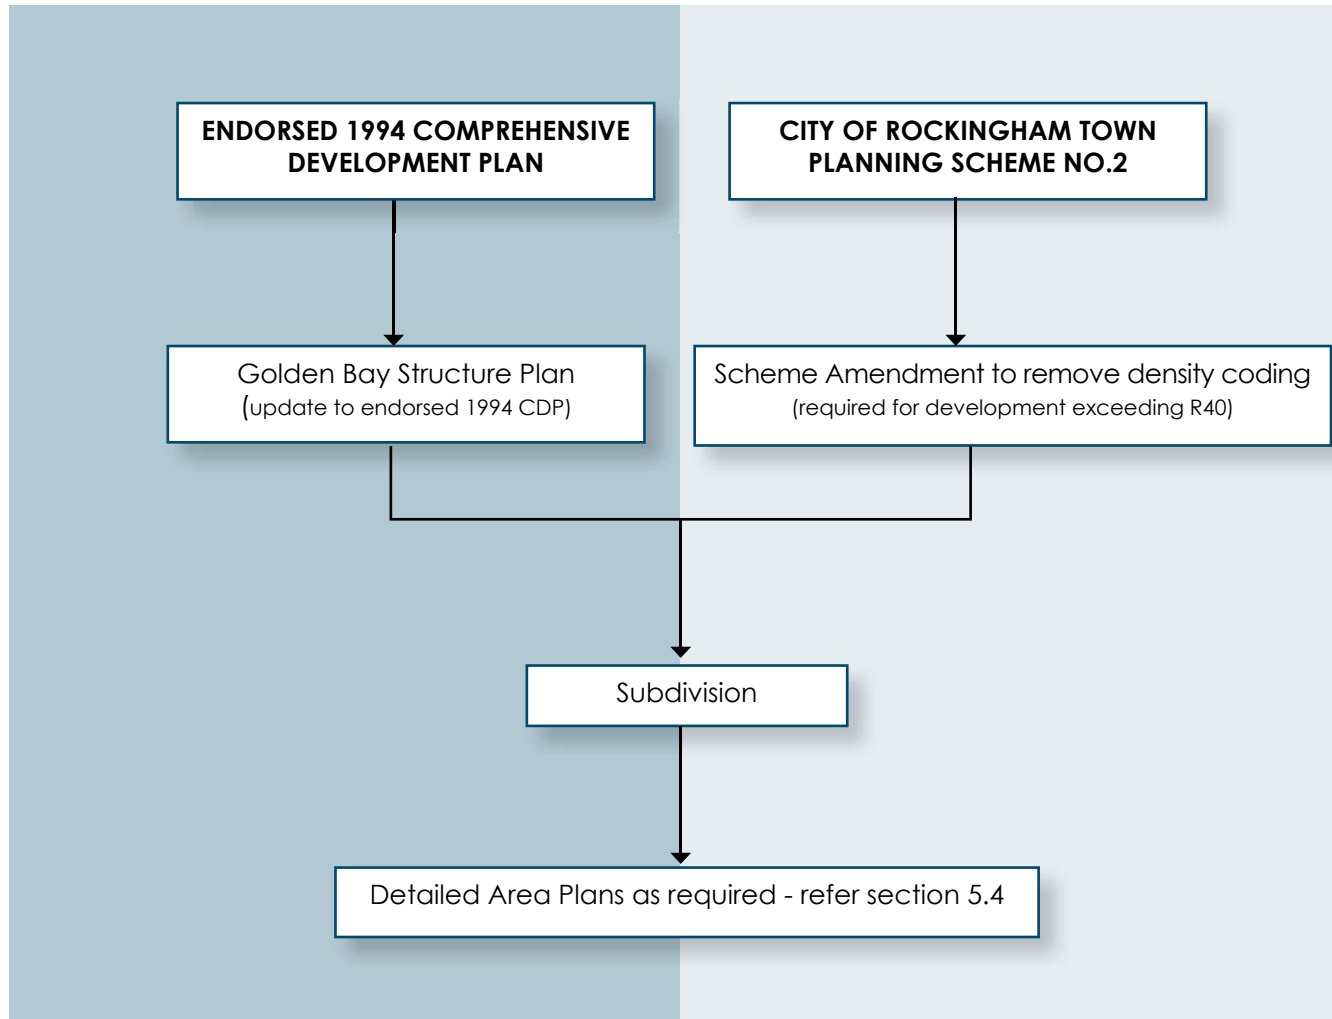 ENDORSED 1994 COMPREHENSIVE
DEVELOPMENT PLAN
CITY OF ROCKINGHAM TOWN
PLANNING SCHEME NO.2
Golden Bay Structure Plan
(update to endorsed 1994 CDP)
Scheme Amendment to remove density coding
(required for development exceeding R40)
Subdivision
Detailed Area Plans as required - refer section 5.4